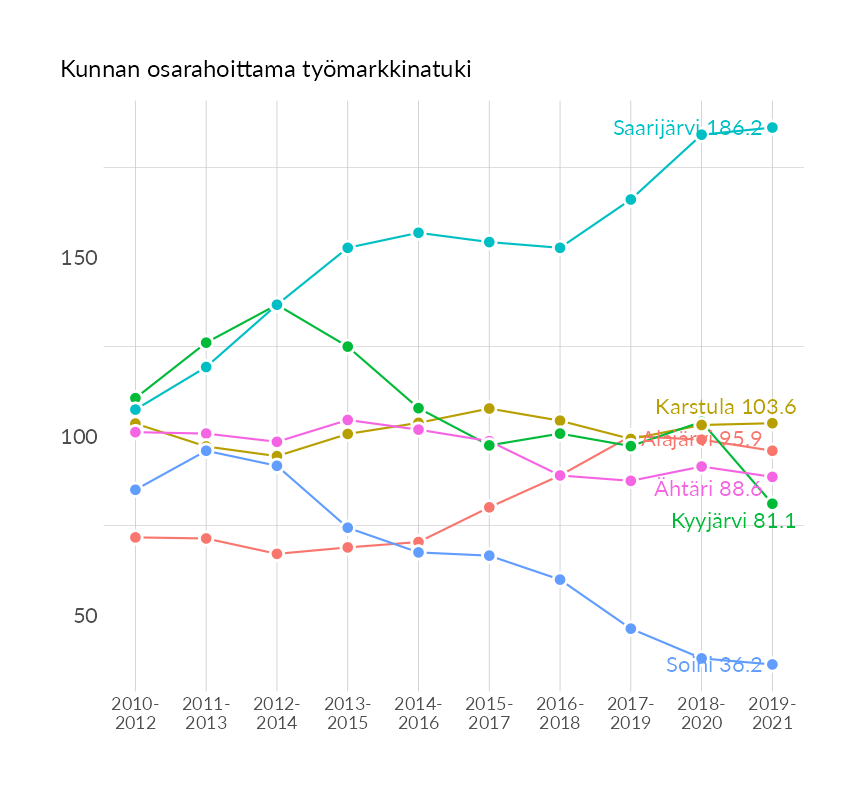 Kunnan osarahoittama työmarkkinatuki
Saarijärvi 186.2
150
Karstula 103.6
100
Alajärvi 95.9
Ähtäri 88.6
Kyyjärvi 81.1
50
Soini 36.2
2010- 2011- 2012- 2013- 2014- 2015- 2016- 2017- 2018- 2019-
2012 2013 2014 2015 2016 2017 2018 2019 2020 2021